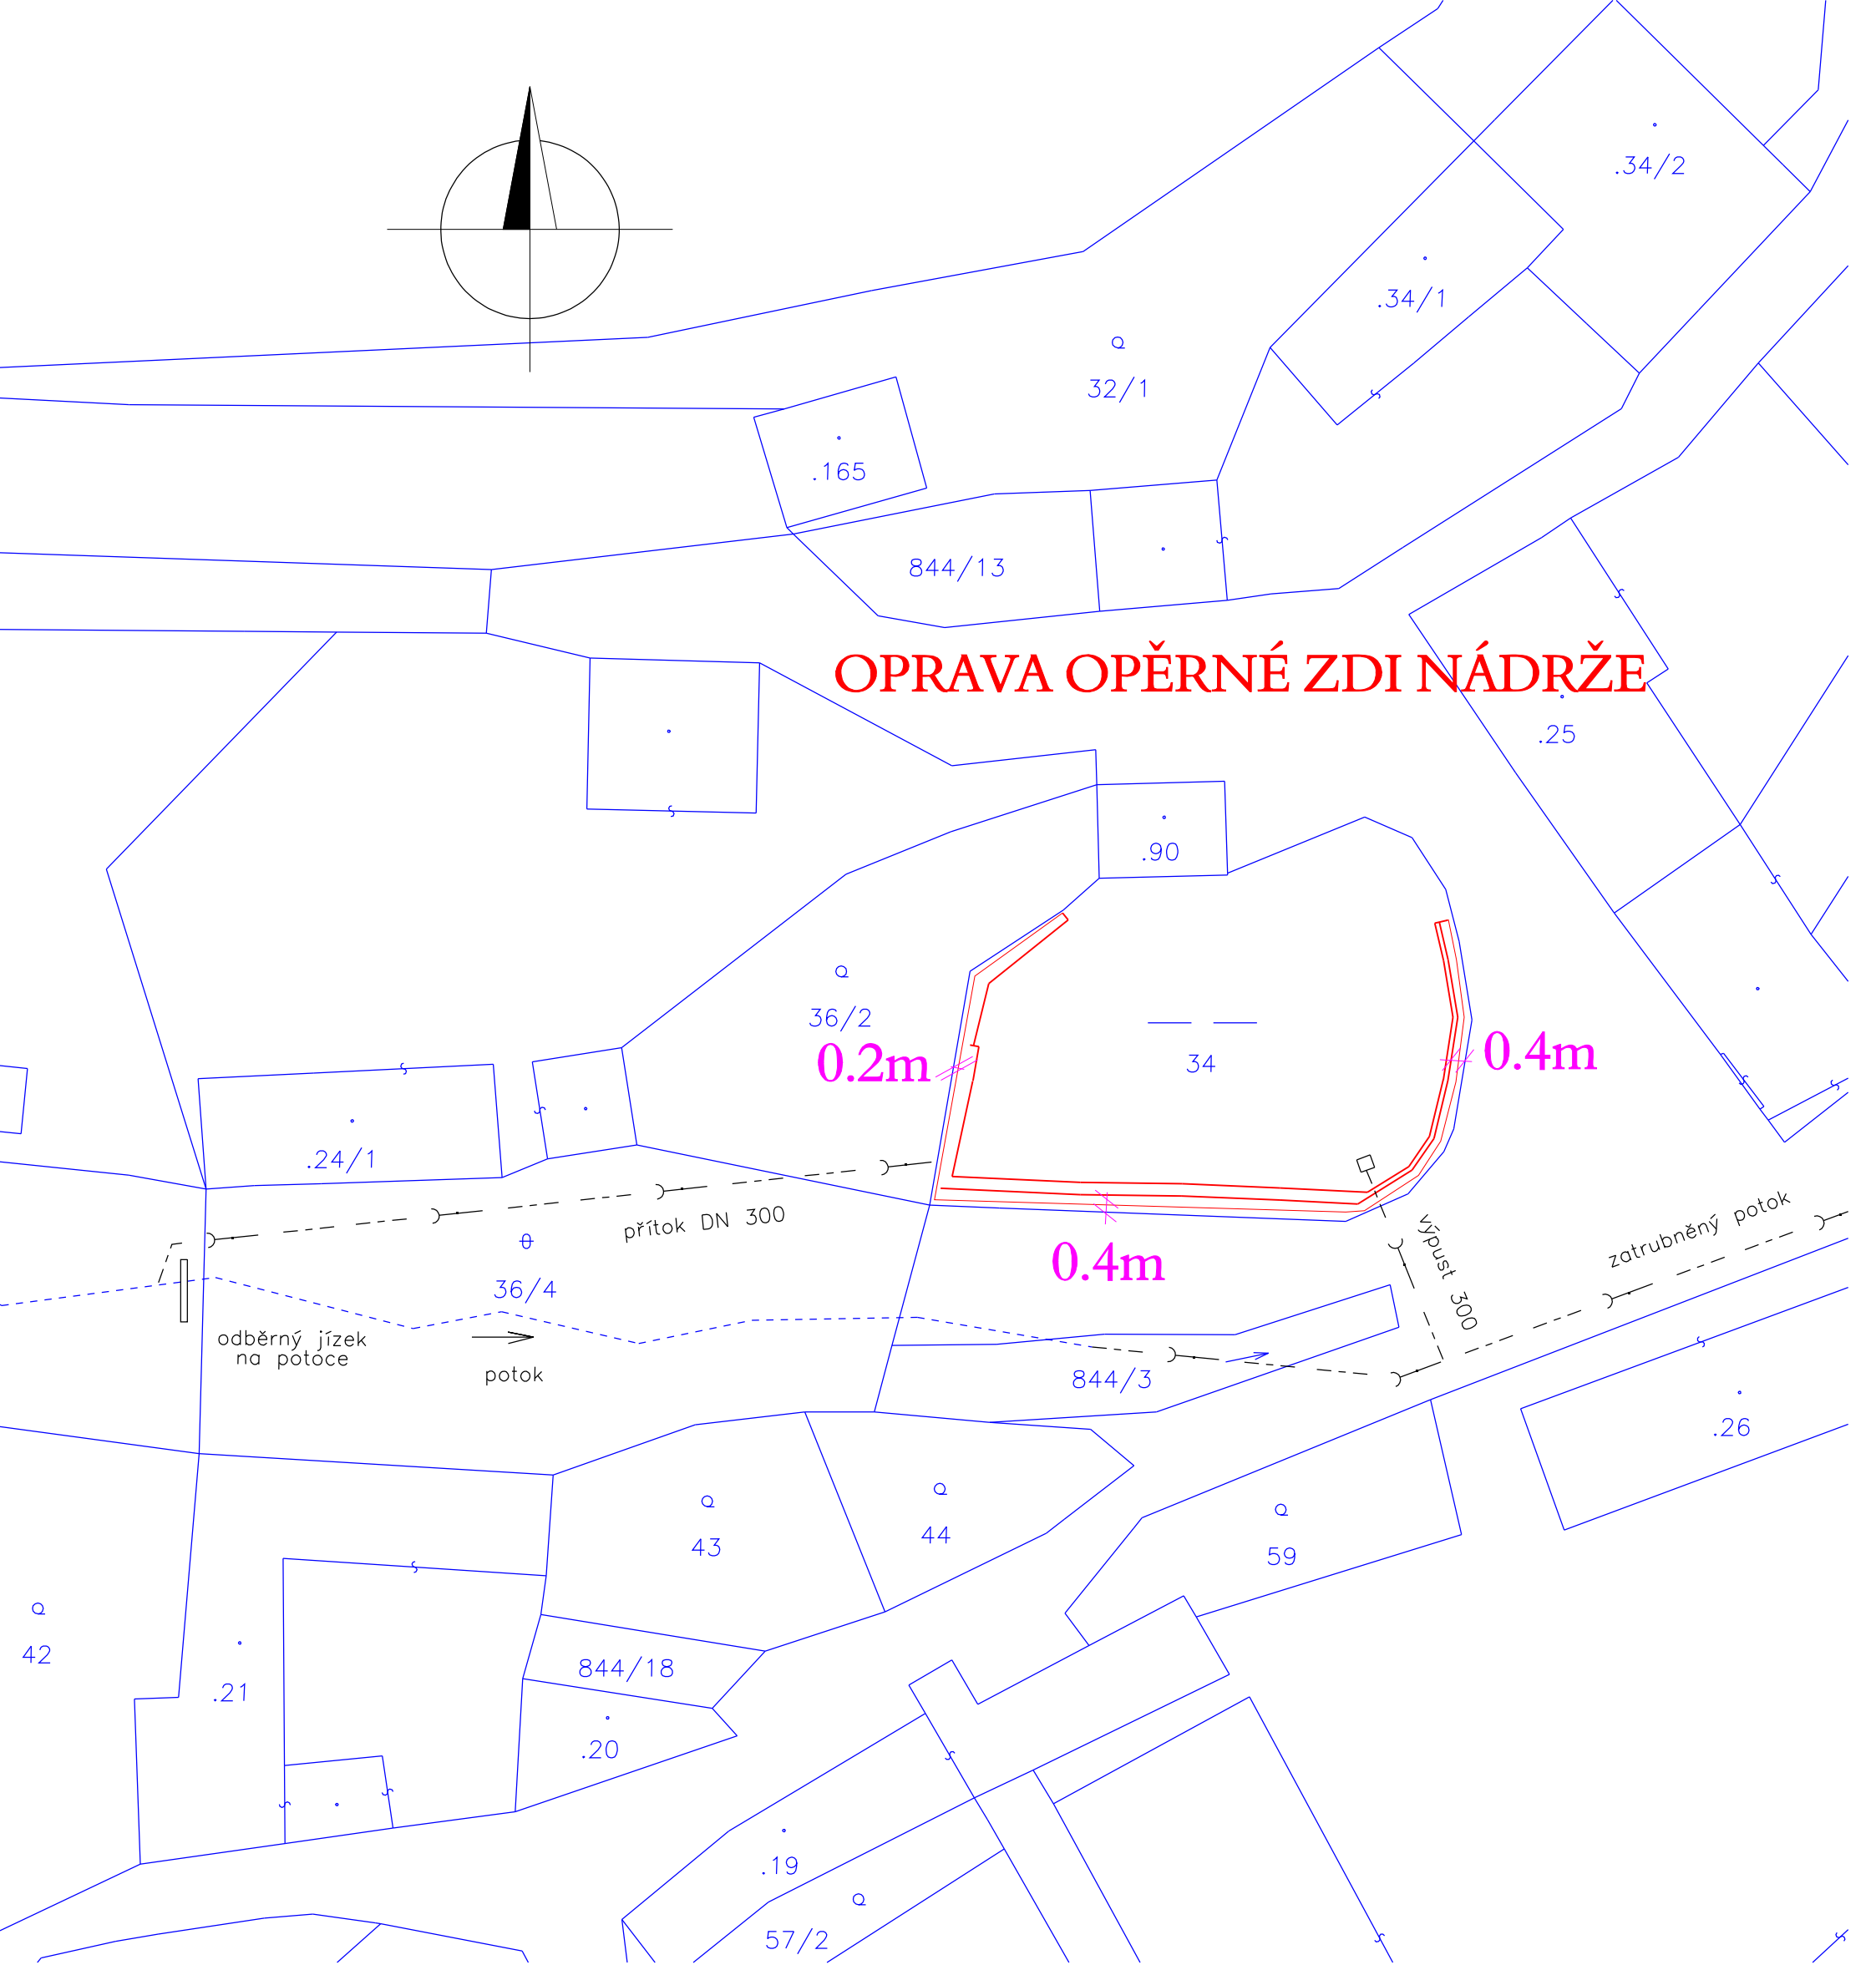 .34/2
.34/1
32/1
.165
844/13
OPRAVA OPĚRNÉ ZDI NÁDRŽE
.25
.90
36/2
0.2m
34
0.4m
.24/1
přítok DN 300
36/4
0.4m
výpust 300
zatrubněný potok
odběrný jízek
na potoce
potok
844/3
.26
43
44
59
42
844/18
.21
.20
.19
57/2